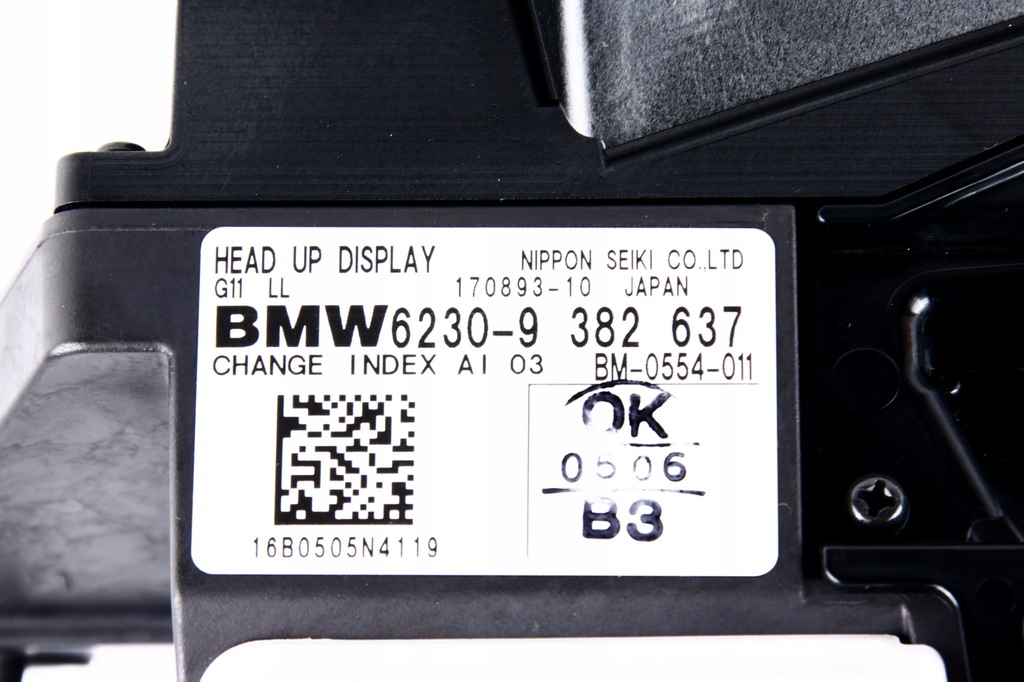 HEAD UP DISPLAY NIPPON SEIKI CO.,LTD
G11 LL 170893-10 JAPAN
BMW6230-9 382 637
CHANGE INDEX AI 03 BM-0554-011
OK
0506
B3
16B0505N4119